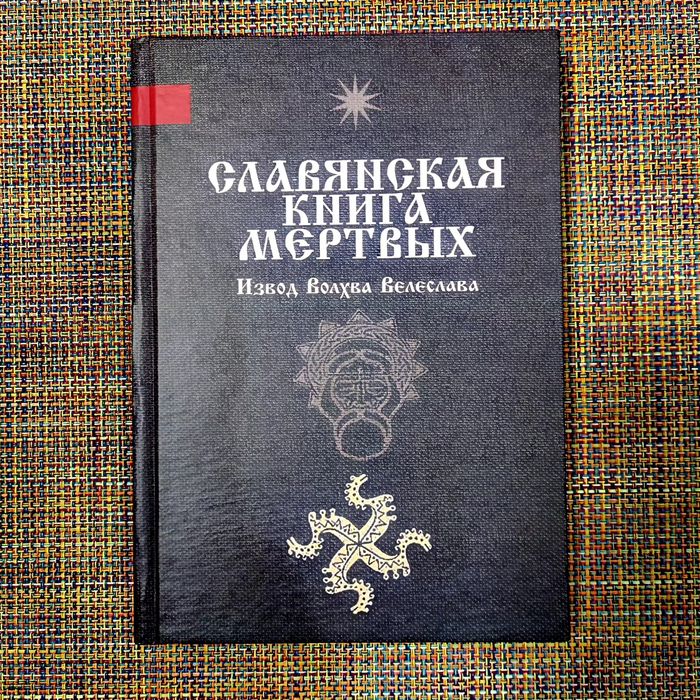 СЛАВЯНСКАЯ
КНИГА
МЕРТВЫХ
Извод Волхва Велеслава